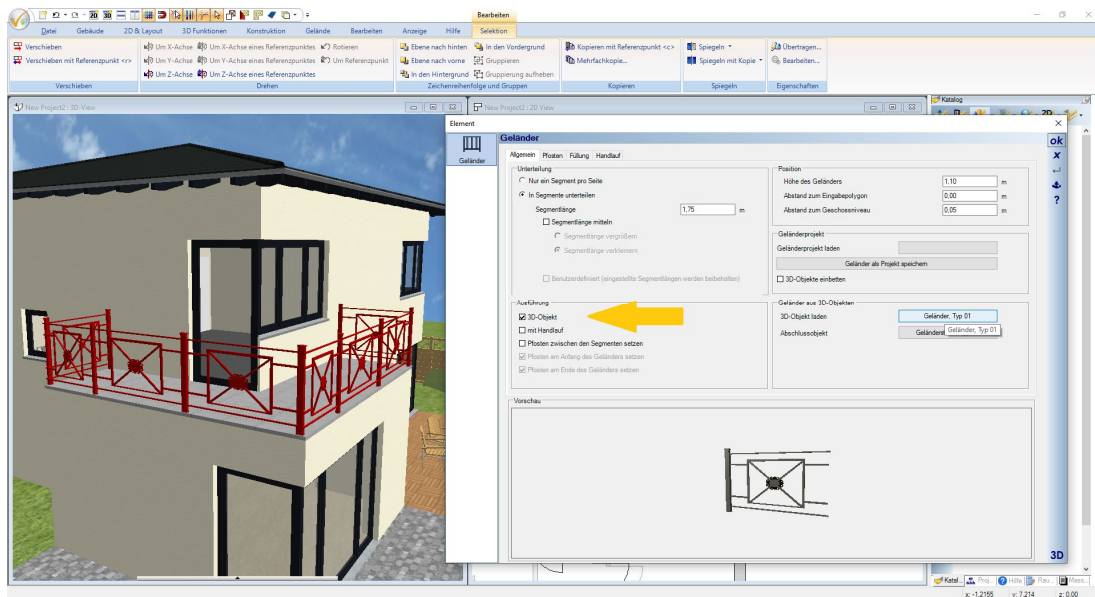 Bearbeiten
Datei Gebäude 2D & Layout 3D Funktionen Konstruktion Gelände Bearbeiten Anzeige Hilfe Selektion
Verschieben
Verschieben mit Referenzpunkt <r>
Verschieben
Um X-Achse Um X-Achse eines Referenzpunktes Rotieren
Um Y-Achse Um Y-Achse eines Referenzpunktes Um Referenzpunkt
Um Z-Achse Um Z-Achse eines Referenzpunktes
Drehen
Ebene nach hinten In den Vordergrund
Ebene nach vorne Gruppieren
In den Hintergrund Gruppierung aufheben
Zeichenreihenfolge und Gruppen
Kopieren mit Referenzpunkt <c>
Mehrfachkopie...
Kopieren
Spiegeln
Spiegeln mit Kopie
Spiegeln
Übertragen...
Bearbeiten...
Eigenschaften
New Project2 : 3D-View
New Project2 : 2D View
Katalog
2D
Element
Geländer
Geländer
Allgemein Pfosten Füllung Handlauf
Unterteilung
Nur ein Segment pro Seite
In Segmente unterteilen
Segmentlänge 1,75 m
Segmentlänge mitteln
Segmentlänge vergrößern
Segmentlänge verkleinern
Benutzerdefiniert (eingestellte Segmentlängen werden beibehalten)
Position
Höhe des Geländers 1,10 m
Abstand zum Eingabepolygon 0,00 m
Abstand zum Geschossniveau 0,05 m
Geländerprojekt
Geländerprojekt laden
Geländer als Projekt speichern
3D-Objekte einbetten
Ausführung
3D-Objekt
mit Handlauf
Pfosten zwischen den Segmenten setzen
Pfosten am Anfang des Geländers setzen
Pfosten am Ende des Geländers setzen
Geländer aus 3D-Objekten
3D-Objekt laden Geländer, Typ 01
Abschlussobjekt
Geländer, Typ 01
Vorschau
ok
x
?
3D
Katal... Proj... Hilfe Rau... Mass...
x: -1.2155 y: 7.214 z: 0.00